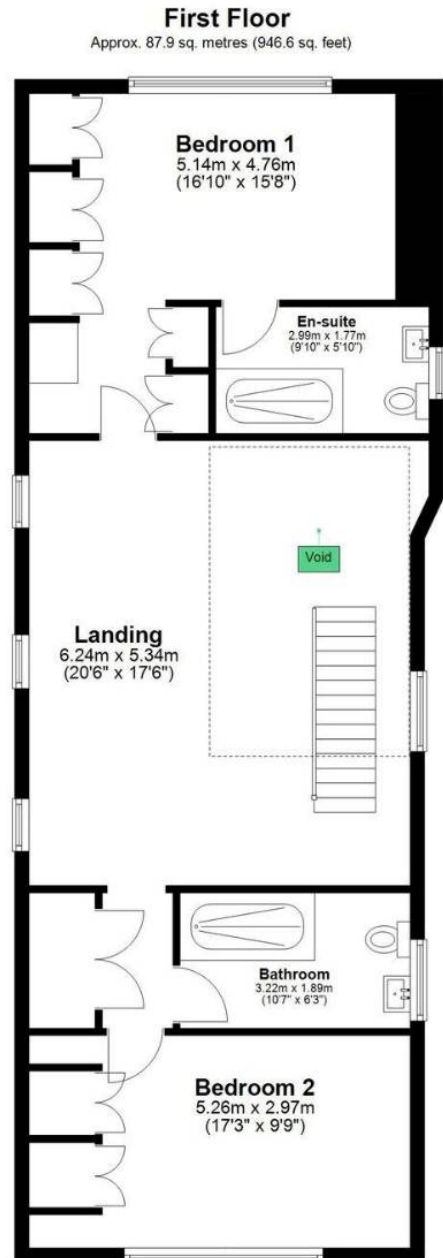 First Floor
Approx. 87.9 sq. metres (946.6 sq. feet)
Bedroom 1
5.14m x 4.76m
(16'10" x 15'8")
En-suite
2.99m x 1.77m
(9'10" x 5'10")
Void
Landing
6.24m x 5.34m
(20'6" x 17'6")
Bathroom
3.22m x 1.89m
(10'7" x 6'3")
Bedroom 2
5.26m x 2.97m
(17'3" x 9'9")